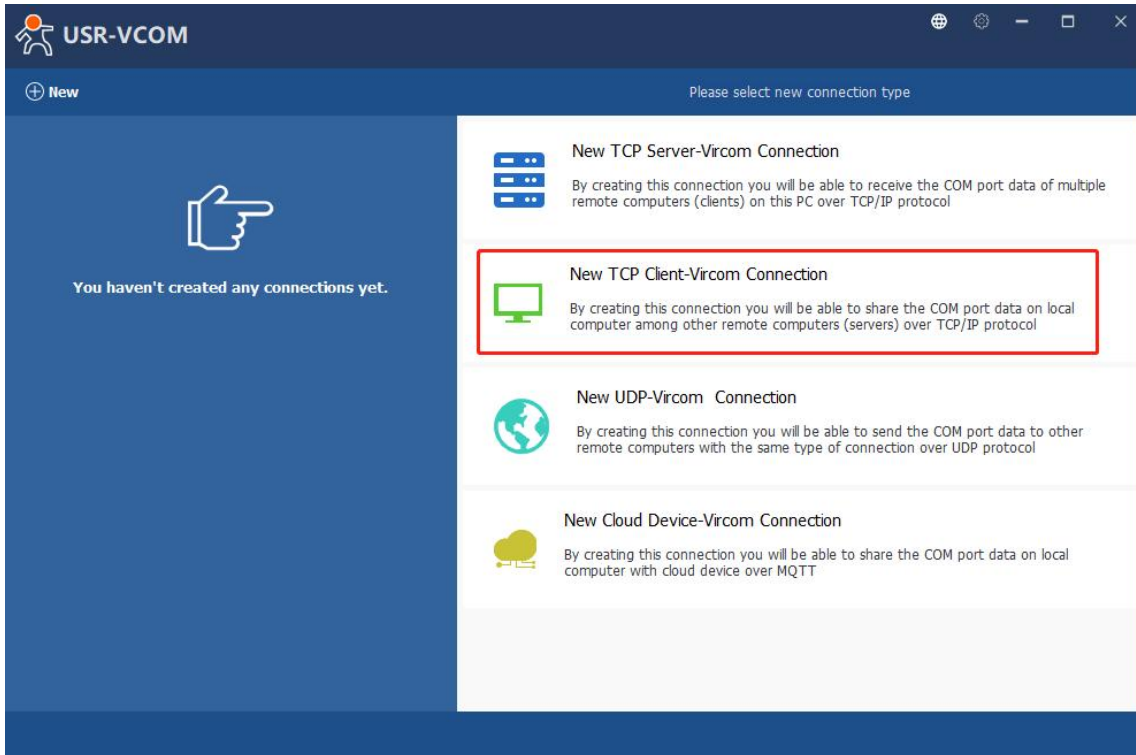 USR-VCOM
New
Please select new connection type
You haven't created any connections yet.
New TCP Server-Vircom Connection
By creating this connection you will be able to receive the COM port data of multiple
remote computers (clients) on this PC over TCP/IP protocol
New TCP Client-Vircom Connection
By creating this connection you will be able to share the COM port data on local
computer among other remote computers (servers) over TCP/IP protocol
New UDP-Vircom Connection
By creating this connection you will be able to send the COM port data to other
remote computers with the same type of connection over UDP protocol
New Cloud Device-Vircom Connection
By creating this connection you will be able to share the COM port data on local
computer with cloud device over MQTT